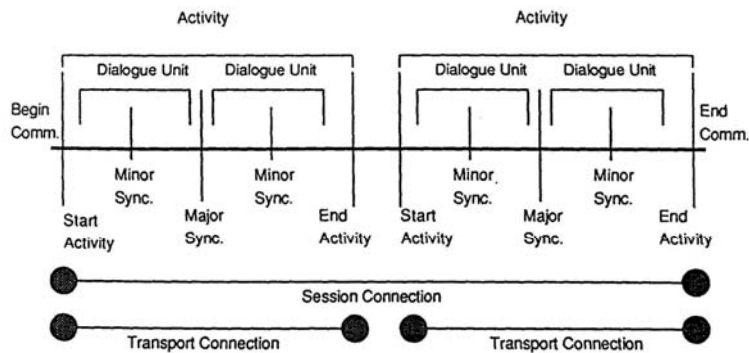 Activity Activity
Dialogue Unit Dialogue Unit Dialogue Unit Dialogue Unit
Begin Comm. End Comm.
Minor Sync. Minor Sync. Minor Sync. Minor Sync.
Start Activity Major Sync. End Activity Start Activity Major Sync. End Activity
Session Connection
Transport Connection Transport Connection